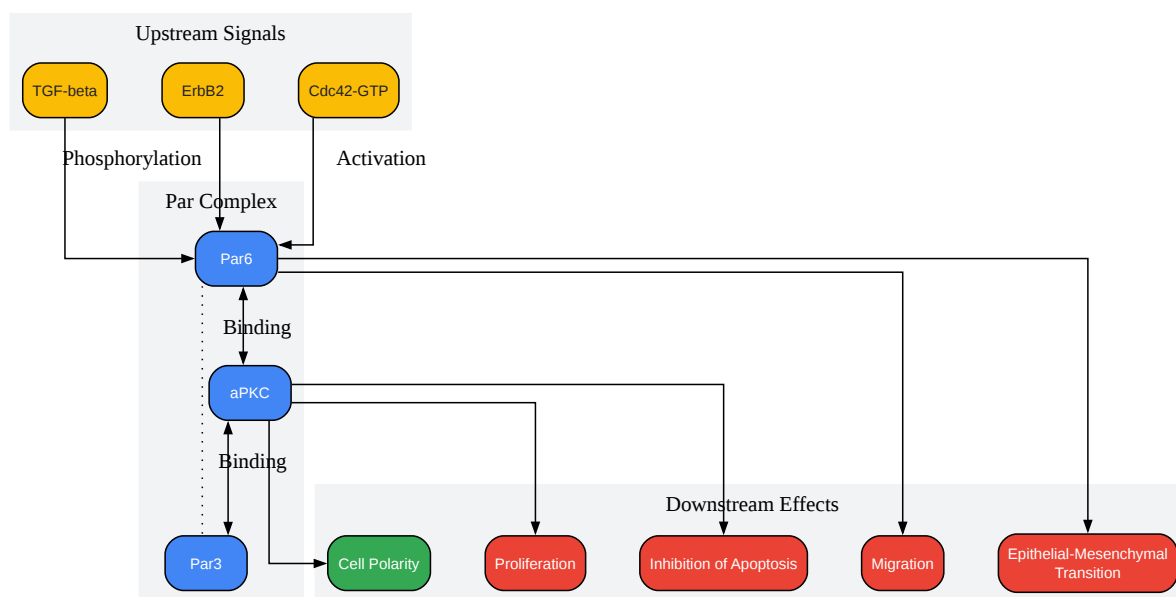 Upstream Signals
TGF-beta
ErbB2
Cdc42-GTP
Phosphorylation
Activation
Par Complex
Par6
Binding
aPKC
Binding
Downstream Effects
Par3
Cell Polarity
Proliferation
Inhibition of Apoptosis
Migration
Epithelial-Mesenchymal
Transition